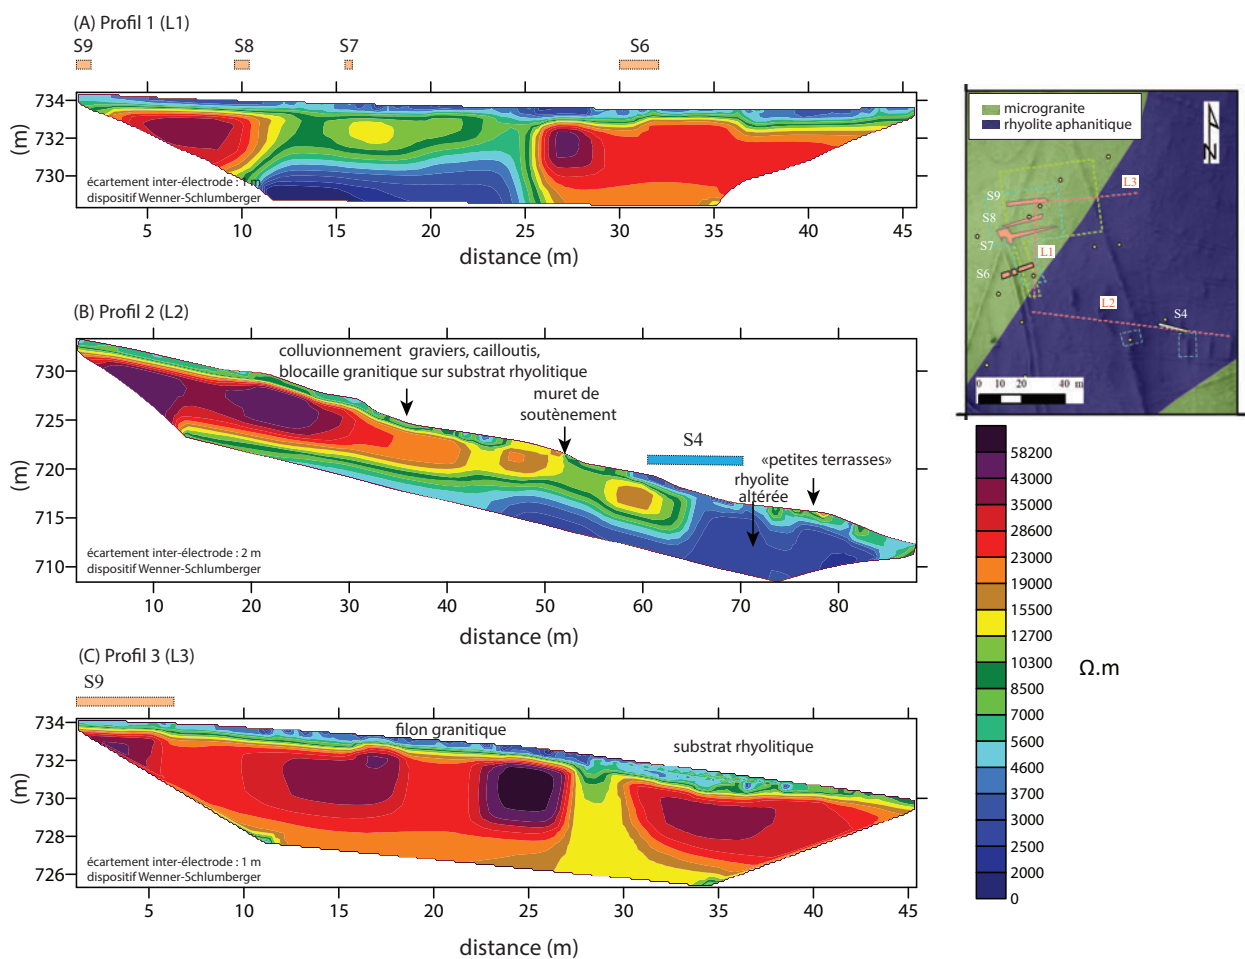 (A) Profil 1 (L1)
S9
S8
S7
S6
734
732
730
(m)
écartement inter-électrode : 1 m
dispositif Wenner-Schlumberger
5
10
15
20
25
30
35
40
45
distance (m)
(B) Profil 2 (L2)
colluvionnement graviers, cailloutis,
blocaille granitique sur substrat rhyolitique
muret de
soutènement
S4
«petites terrasses»
rhyolite
altérée
730
725
720
715
710
(m)
écartement inter-électrode : 2 m
dispositif Wenner-Schlumberger
10
20
30
40
50
60
70
80
distance (m)
(C) Profil 3 (L3)
S9
filon granitique
substrat rhyolitique
734
732
730
728
726
(m)
écartement inter-électrode : 1 m
dispositif Wenner-Schlumberger
5
10
15
20
25
30
35
40
45
distance (m)
microgranite
rhyolite aphanitique
N
L3
S9
S8
S7
L1
S6
L2
S4
0 10 20 40 m
58200
43000
35000
28600
23000
19000
15500
12700
10300
8500
7000
5600
4600
3700
3000
2500
2000
0
Ω.m